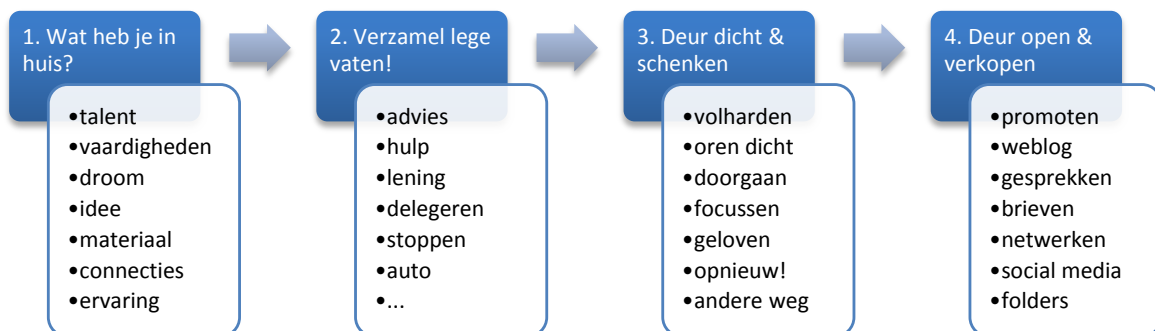 1. Wat heb je in
huis?
•talent
•vaardigheden
•droom
•idee
•materiaal
•connecties
•ervaring
2. Verzamel lege
vaten!
•advies
•hulp
•lening
•delegeren
•stoppen
•auto
•...
3. Deur dicht &
schenken
•volharden
•oren dicht
•doorgaan
•focussen
•geloven
•opnieuw!
•andere weg
4. Deur open &
verkopen
•promoten
•weblog
•gesprekken
•brieven
•netwerken
•social media
•folders